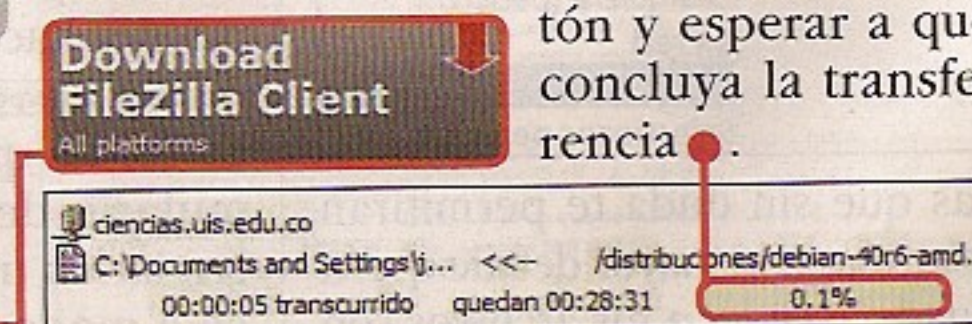 Download
FileZilla Client
All platforms
tón y esperar a qu
concluya la transfe
rencia .
ciencias.uis.edu.co
C:\Documents and Settings\j... <<-- /distribuciones/debian-40r6-amd.
00:00:05 transcurrido quedan 00:28:31 0.1%